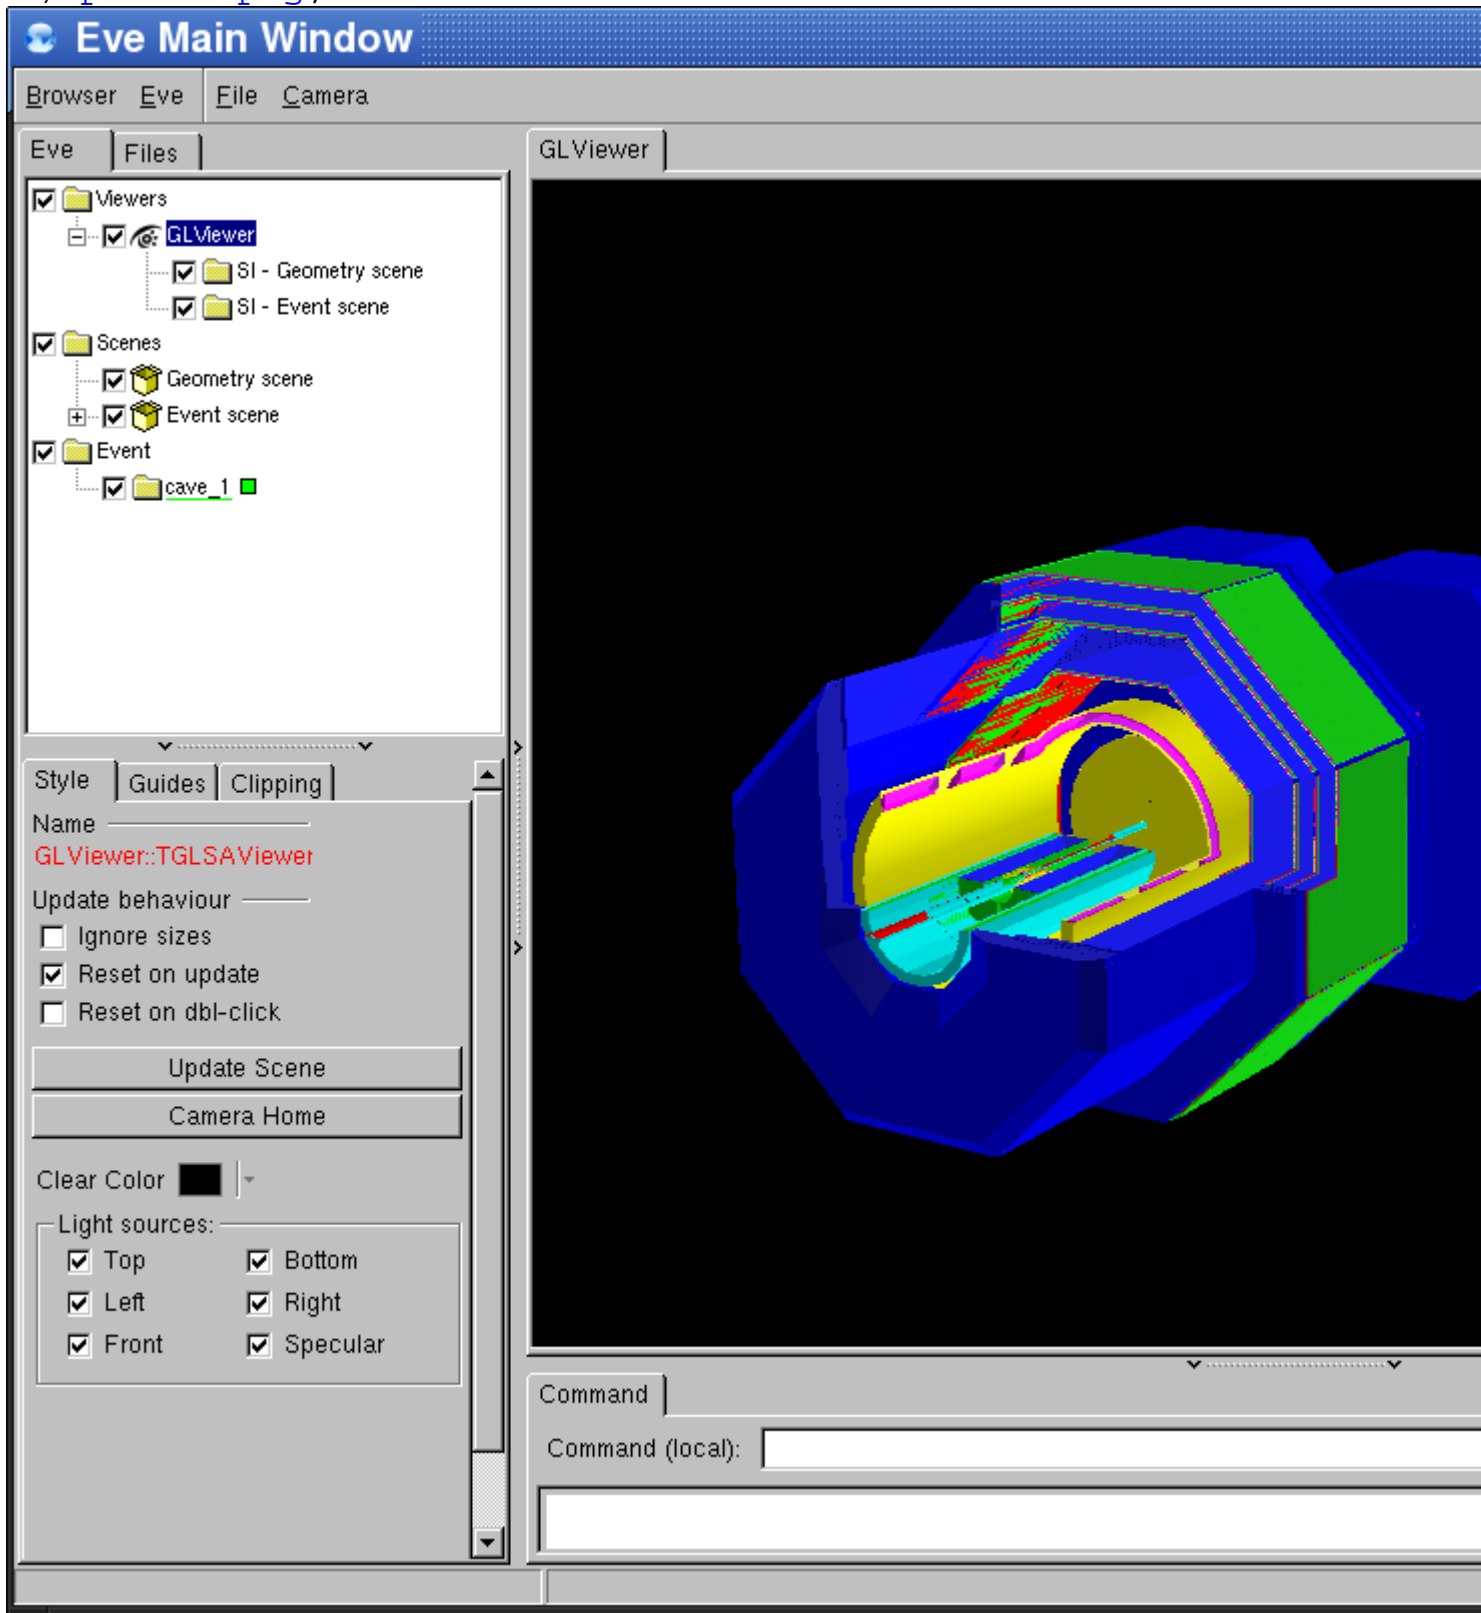 Eve Main Window
Browser Eve File Camera
Eve Files
GLViewer
Viewers
GLViewer
SI - Geometry scene
SI - Event scene
Scenes
Geometry scene
Event scene
Event
cave_1
Style Guides Clipping
Name
GLViewer::TGLSAViewer
Update behaviour
Ignore sizes
Reset on update
Reset on dbl-click
Update Scene
Camera Home
Clear Color
Light sources:
Top Bottom
Left Right
Front Specular
Command
Command (local):